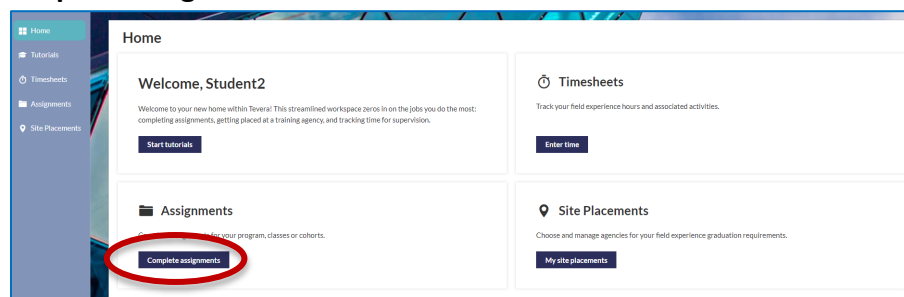 Home
Tutorials
Timesheets
Assignments
Site Placements
Home
Welcome, Student2
Welcome to your new home within Tevera! This streamlined workspace zeros in on the jobs you do the most:
completing assignments, getting placed at a training agency, and tracking time for supervision.
Start tutorials
Timesheets
Track your field experience hours and associated activities.
Enter time
Assignments
for your program, classes or cohorts.
Complete assignments
Site Placements
Choose and manage agencies for your field experience graduation requirements.
My site placements